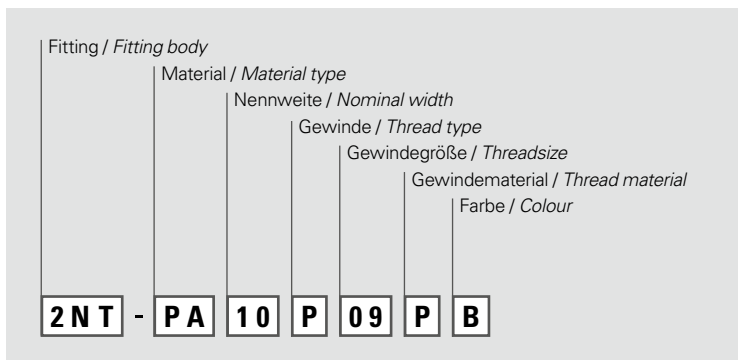 Fitting / Fitting body
Material / Material type
Nennweite / Nominal width
Gewinde / Thread type
Gewindegröße / Threadsize
Gewindematerial / Thread material
Farbe / Colour
2NT - PA 10 P 09 P B